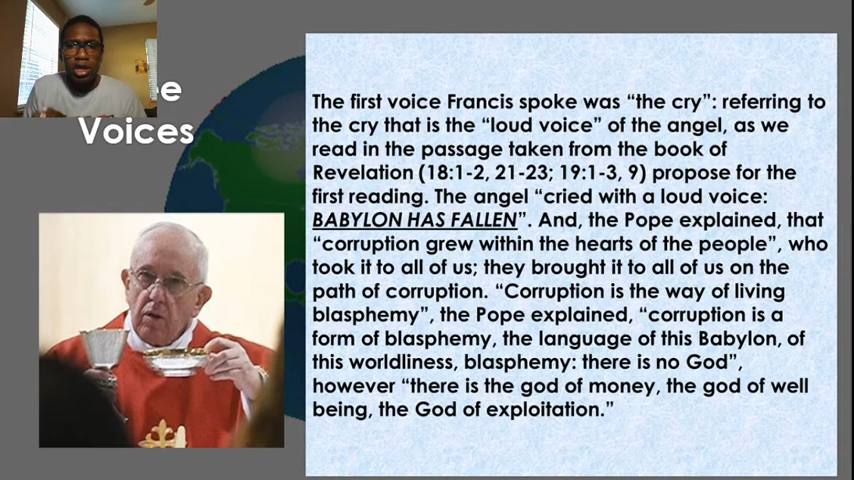 e
Voices
The first voice Francis spoke was “the cry”: referring to
the cry that is the “loud voice” of the angel, as we
read in the passage taken from the book of
Revelation (18:1-2, 21-23; 19:1-3, 9) propose for the
first reading. The angel “cried with a loud voice:
BABYLON HAS FALLEN”. And, the Pope explained, that
“corruption grew within the hearts of the people”, who
took it to all of us; they brought it to all of us on the
path of corruption. “Corruption is the way of living
blasphemy”, the Pope explained, “corruption is a
form of blasphemy, the language of this Babylon, of
this worldliness, blasphemy: there is no God”,
however “there is the god of money, the god of well
being, the God of exploitation.”